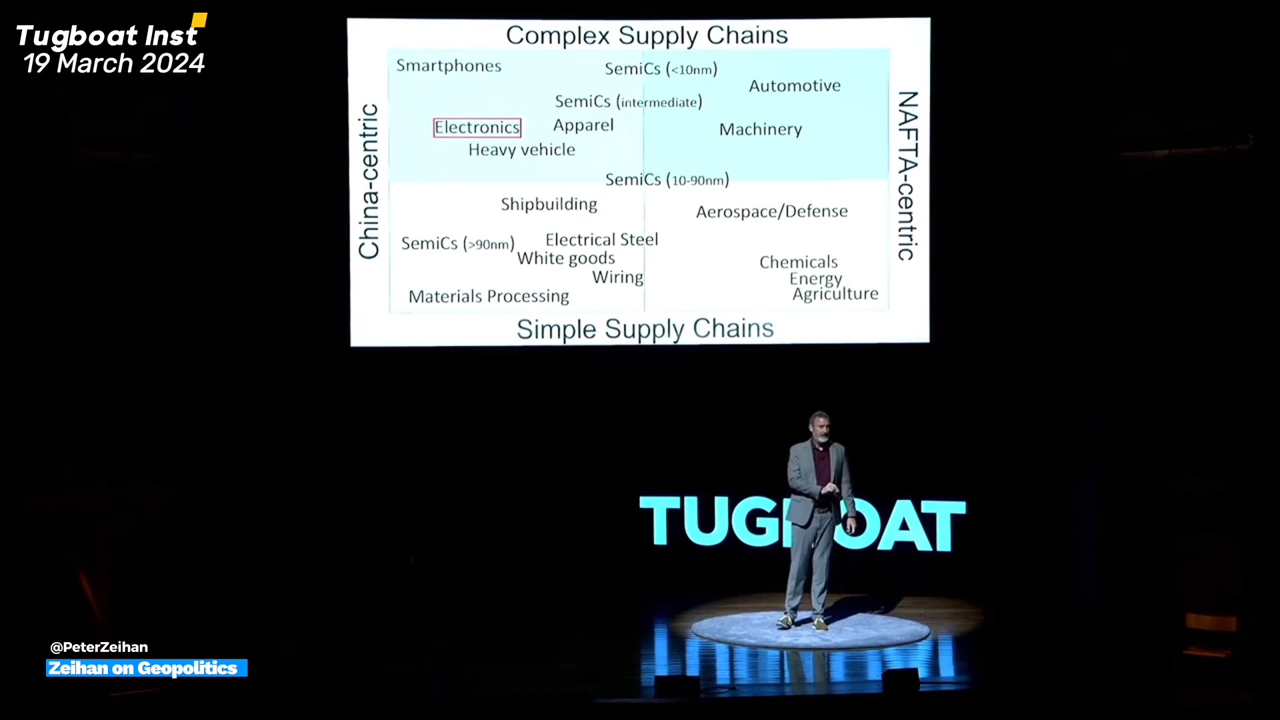 Tugboat Inst
19 March 2024
Complex Supply Chains
China-centric
NAFTA-centric
Smartphones
SemiCs (<10nm)
Automotive
SemiCs (intermediate)
Electronics
Apparel
Machinery
Heavy vehicle
SemiCs (10-90nm)
Shipbuilding
Aerospace/Defense
SemiCs (>90nm)
Electrical Steel
White goods
Chemicals
Wiring
Energy
Materials Processing
Agriculture
Simple Supply Chains
TUGBOAT
@PeterZeihan
Zeihan on Geopolitics